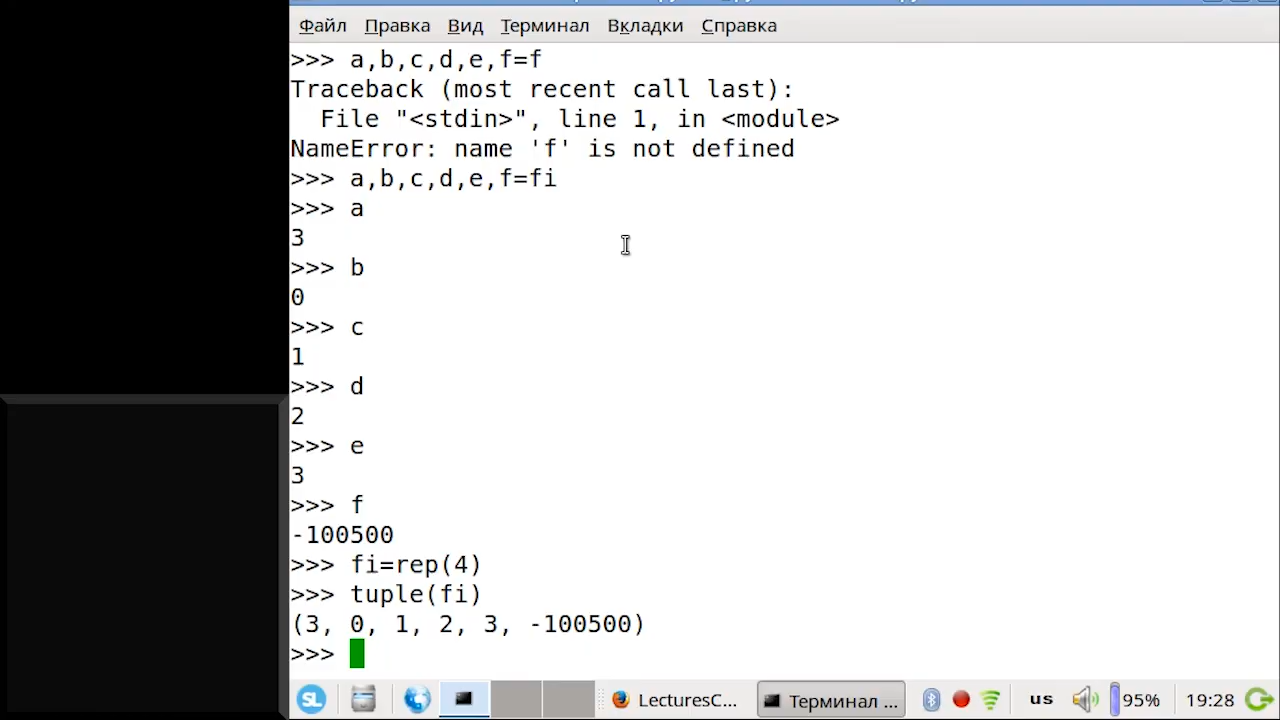 Файл Правка Вид Терминал Вкладки Справка
>>> a,b,c,d,e,f=f
Traceback (most recent call last):
  File "<stdin>", line 1, in <module>
NameError: name 'f' is not defined
>>> a,b,c,d,e,f=fi
>>> a
3
>>> b
0
>>> c
1
>>> d
2
>>> e
3
>>> f
-100500
>>> fi=rep(4)
>>> tuple(fi)
(3, 0, 1, 2, 3, -100500)
>>>
SL LecturesC... терминал ... us 95% 19:28